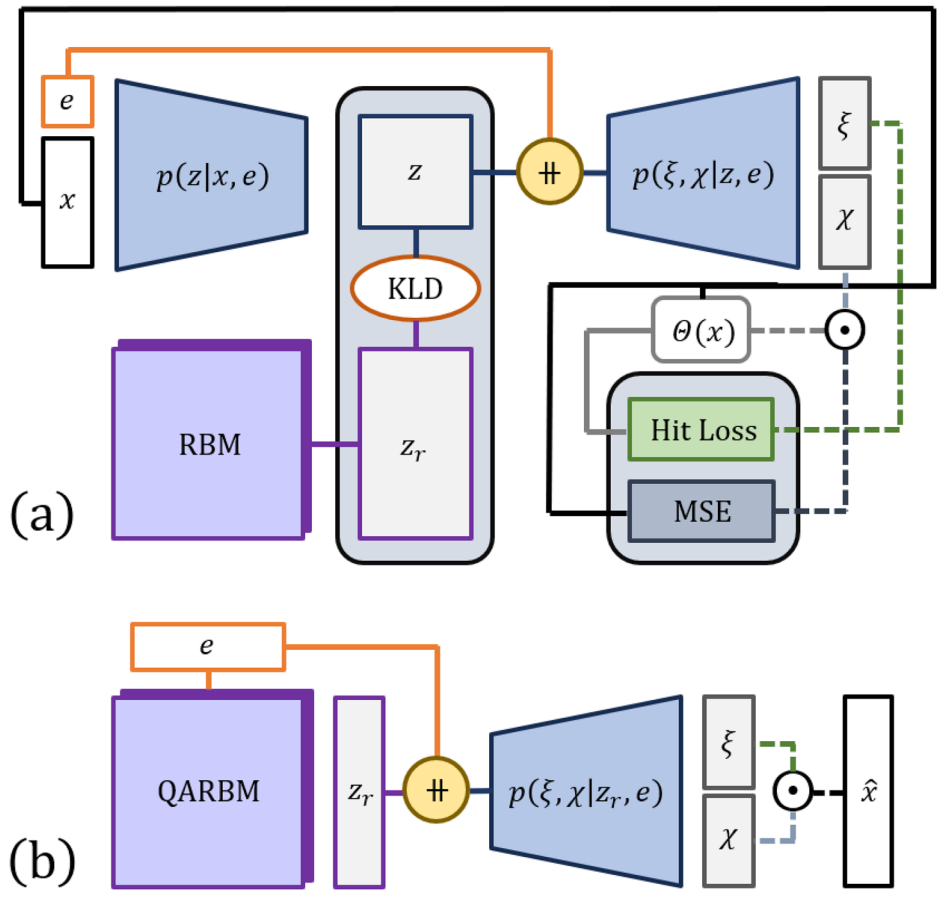 e
x
p(z|x, e)
z
⧺
p(ξ, χ|z, e)
ξ
χ
KLD
Θ(x)
⊙
RBM
z_r
Hit Loss
MSE
(a)
e
QARBM
z_r
⧺
p(ξ, χ|z_r, e)
ξ
χ
⊙
x̂
(b)